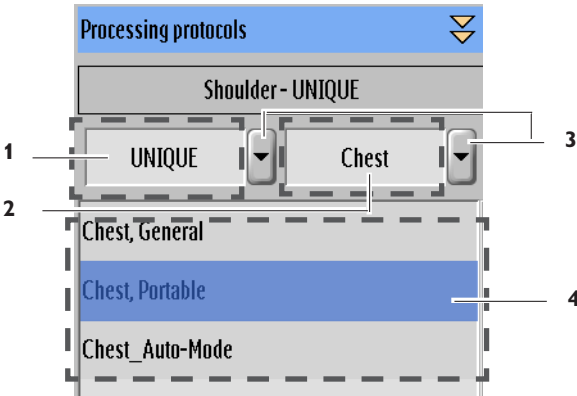 Processing protocols
Shoulder - UNIQUE
1 UNIQUE Chest 3
2
Chest, General
Chest, Portable 4
Chest_Auto-Mode